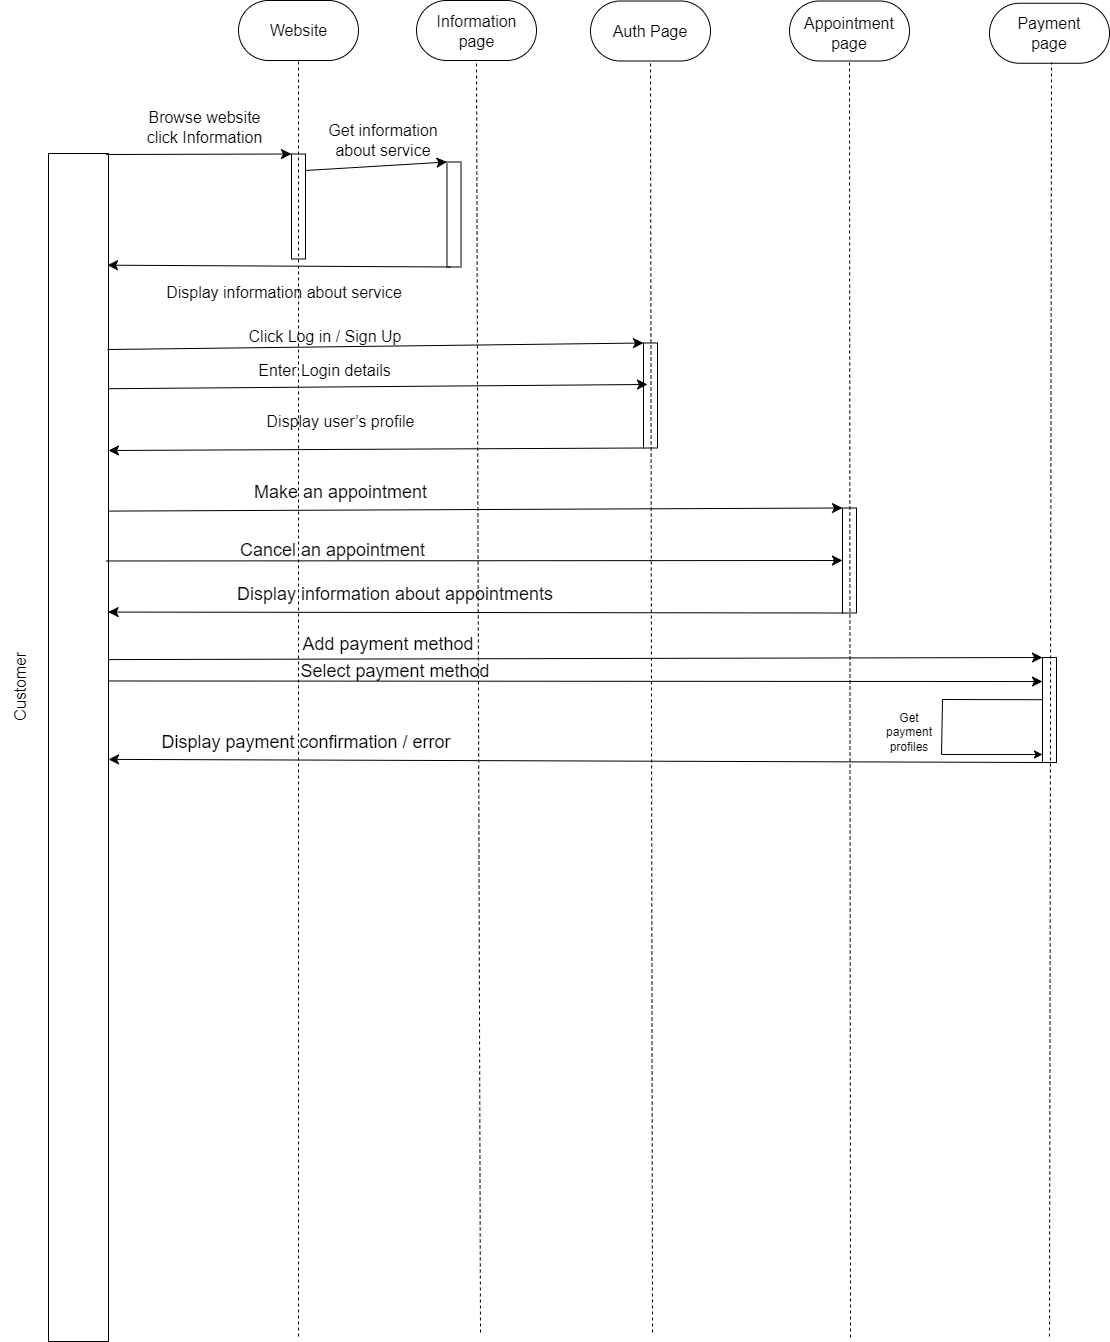 Website
Information
page
Auth Page
Appointment
page
Payment
page
Browse website
click Information
Get information
about service
Display information about service
Click Log in / Sign Up
Enter Login details
Display user's profile
Make an appointment
Cancel an appointment
Display information about appointments
Add payment method
Select payment method
Get
payment
profiles
Display payment confirmation / error
Customer